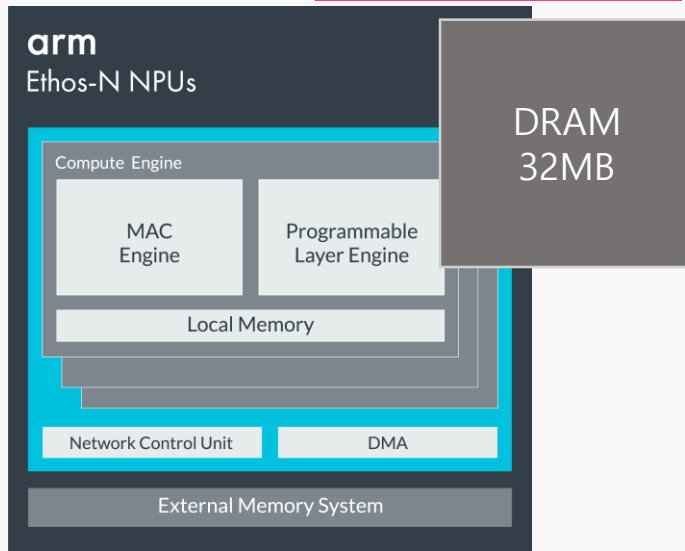 arm
Ethos-N NPUs
DRAM
32MB
Compute Engine
MAC
Engine
Programmable
Layer Engine
Local Memory
Network Control Unit
DMA
External Memory System